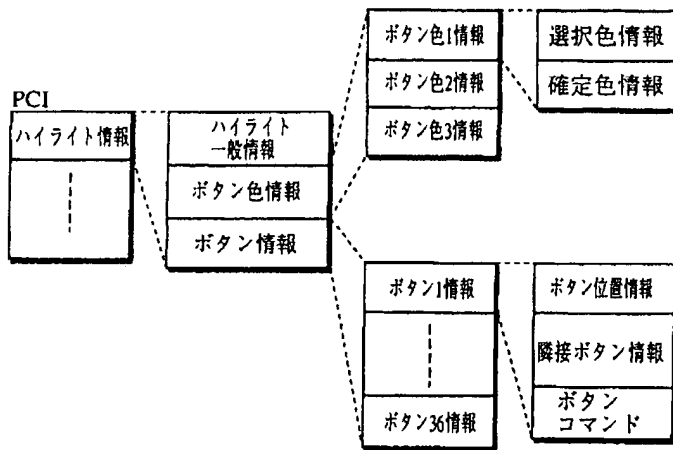 PCI
ハイライト情報
ハイライト
一般情報
ボタン色情報
ボタン情報
ボタン色1情報
ボタン色2情報
ボタン色3情報
選択色情報
確定色情報
ボタン1情報
ボタン36情報
ボタン位置情報
隣接ボタン情報
ボタン
コマンド